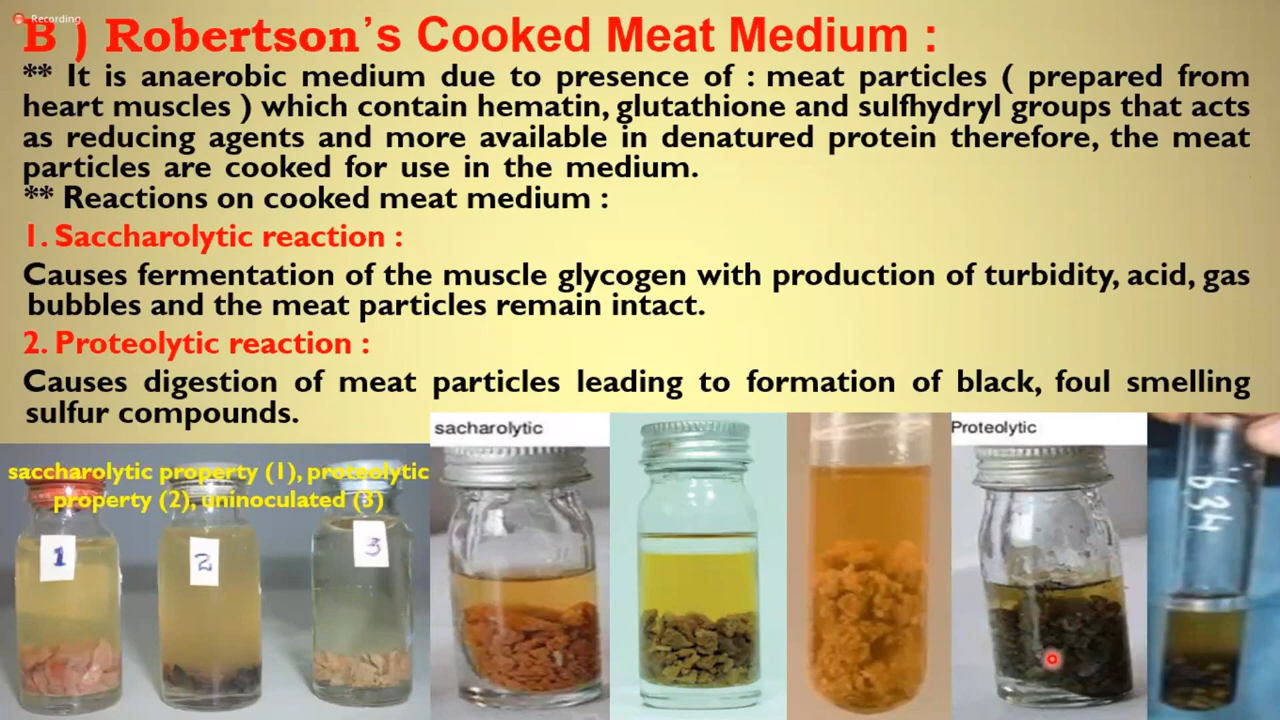 Recording
B ) Robertson’s Cooked Meat Medium :
** It is anaerobic medium due to presence of : meat particles ( prepared from
heart muscles ) which contain hematin, glutathione and sulfhydryl groups that acts
as reducing agents and more available in denatured protein therefore, the meat
particles are cooked for use in the medium.
** Reactions on cooked meat medium :
1. Saccharolytic reaction :
Causes fermentation of the muscle glycogen with production of turbidity, acid, gas
bubbles and the meat particles remain intact.
2. Proteolytic reaction :
Causes digestion of meat particles leading to formation of black, foul smelling
sulfur compounds.
saccharolytic property (1), proteolytic
property (2), uninoculated (3)
1
2
3
sacharolytic
Proteolytic
634